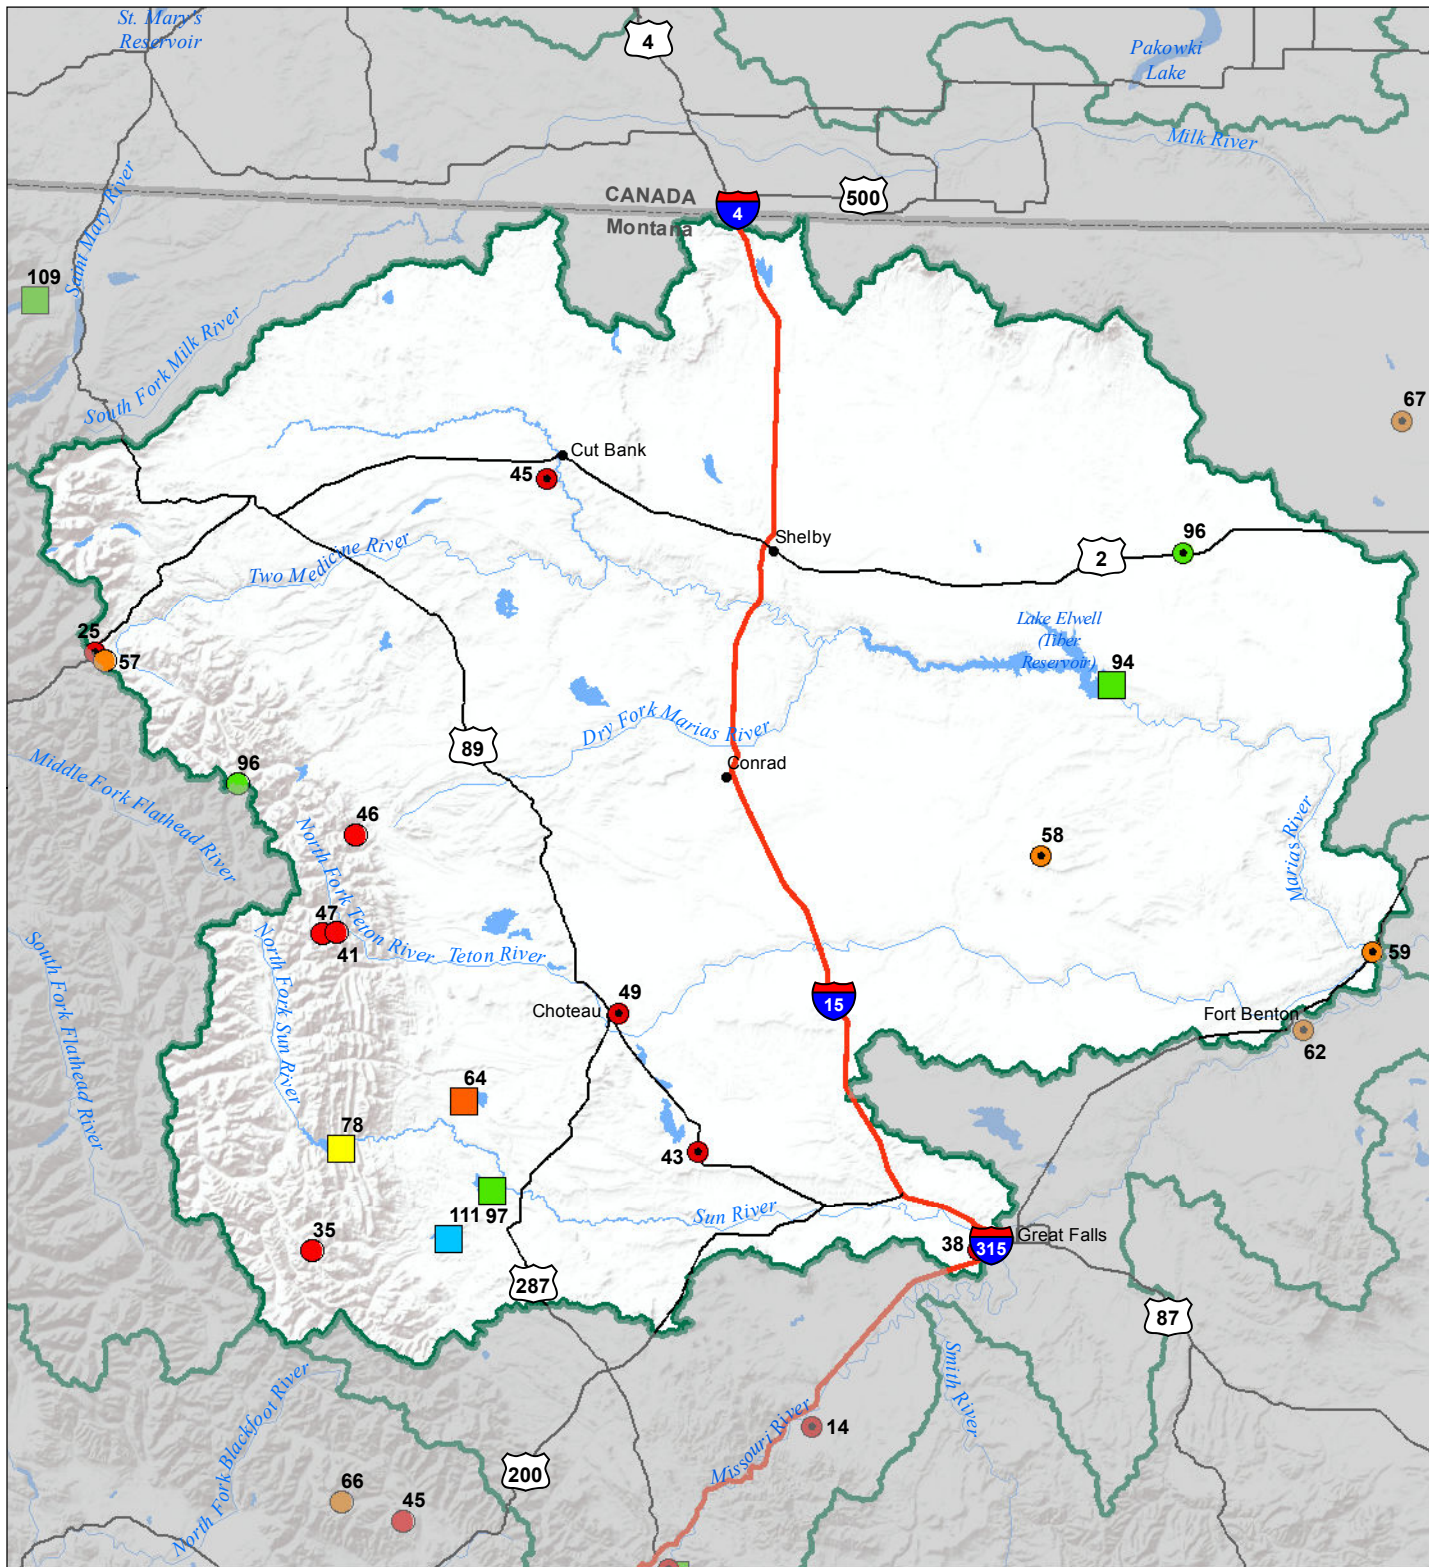 St. Mary's
Reservoir
4
Pakowki
Lake
Milk River
Saint Mary River
CANADA
4
500
Montana
109
South Fork Milk River
67
Cut Bank
45
Shelby
96
2
Two Medicine River
Lake Elwell
(Tiber
Reservoir)
25
57
94
Dry Fork Marias River
89
Middle Fork Flathead River
96
Conrad
46
North Fork Teton River
58
Marias River
47
41
Teton River
South Fork Flathead River
North Fork Sun River
59
49
15
Choteau
Fort Benton
62
64
78
43
111
97
Sun River
35
38
315
Great Falls
287
87
Smith River
North Fork Blackfoot River
Missouri River
14
200
66
45